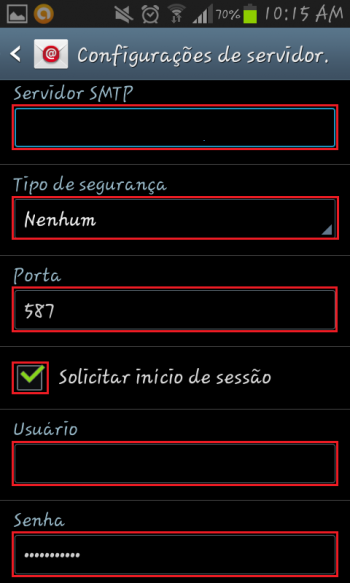 70% 10:15 AM
Configurações de servidor.
Servidor SMTP
Tipo de segurança
Nenhum
Porta
587
Solicitar inicio de sessão
Usuário
Senha
•••••••••••